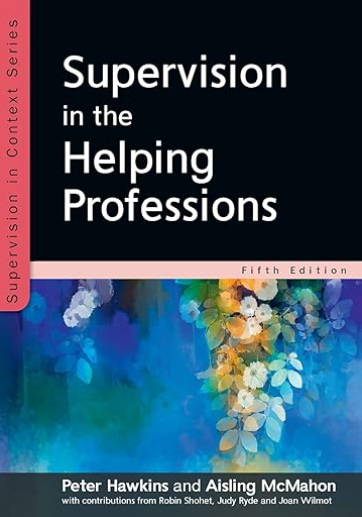 Supervision in Context Series
Supervision
in the
Helping
Professions
Fifth Edition
Peter Hawkins and Aisling McMahon
with contributions from Robin Shohet, Judy Ryde and Joan Wilmot